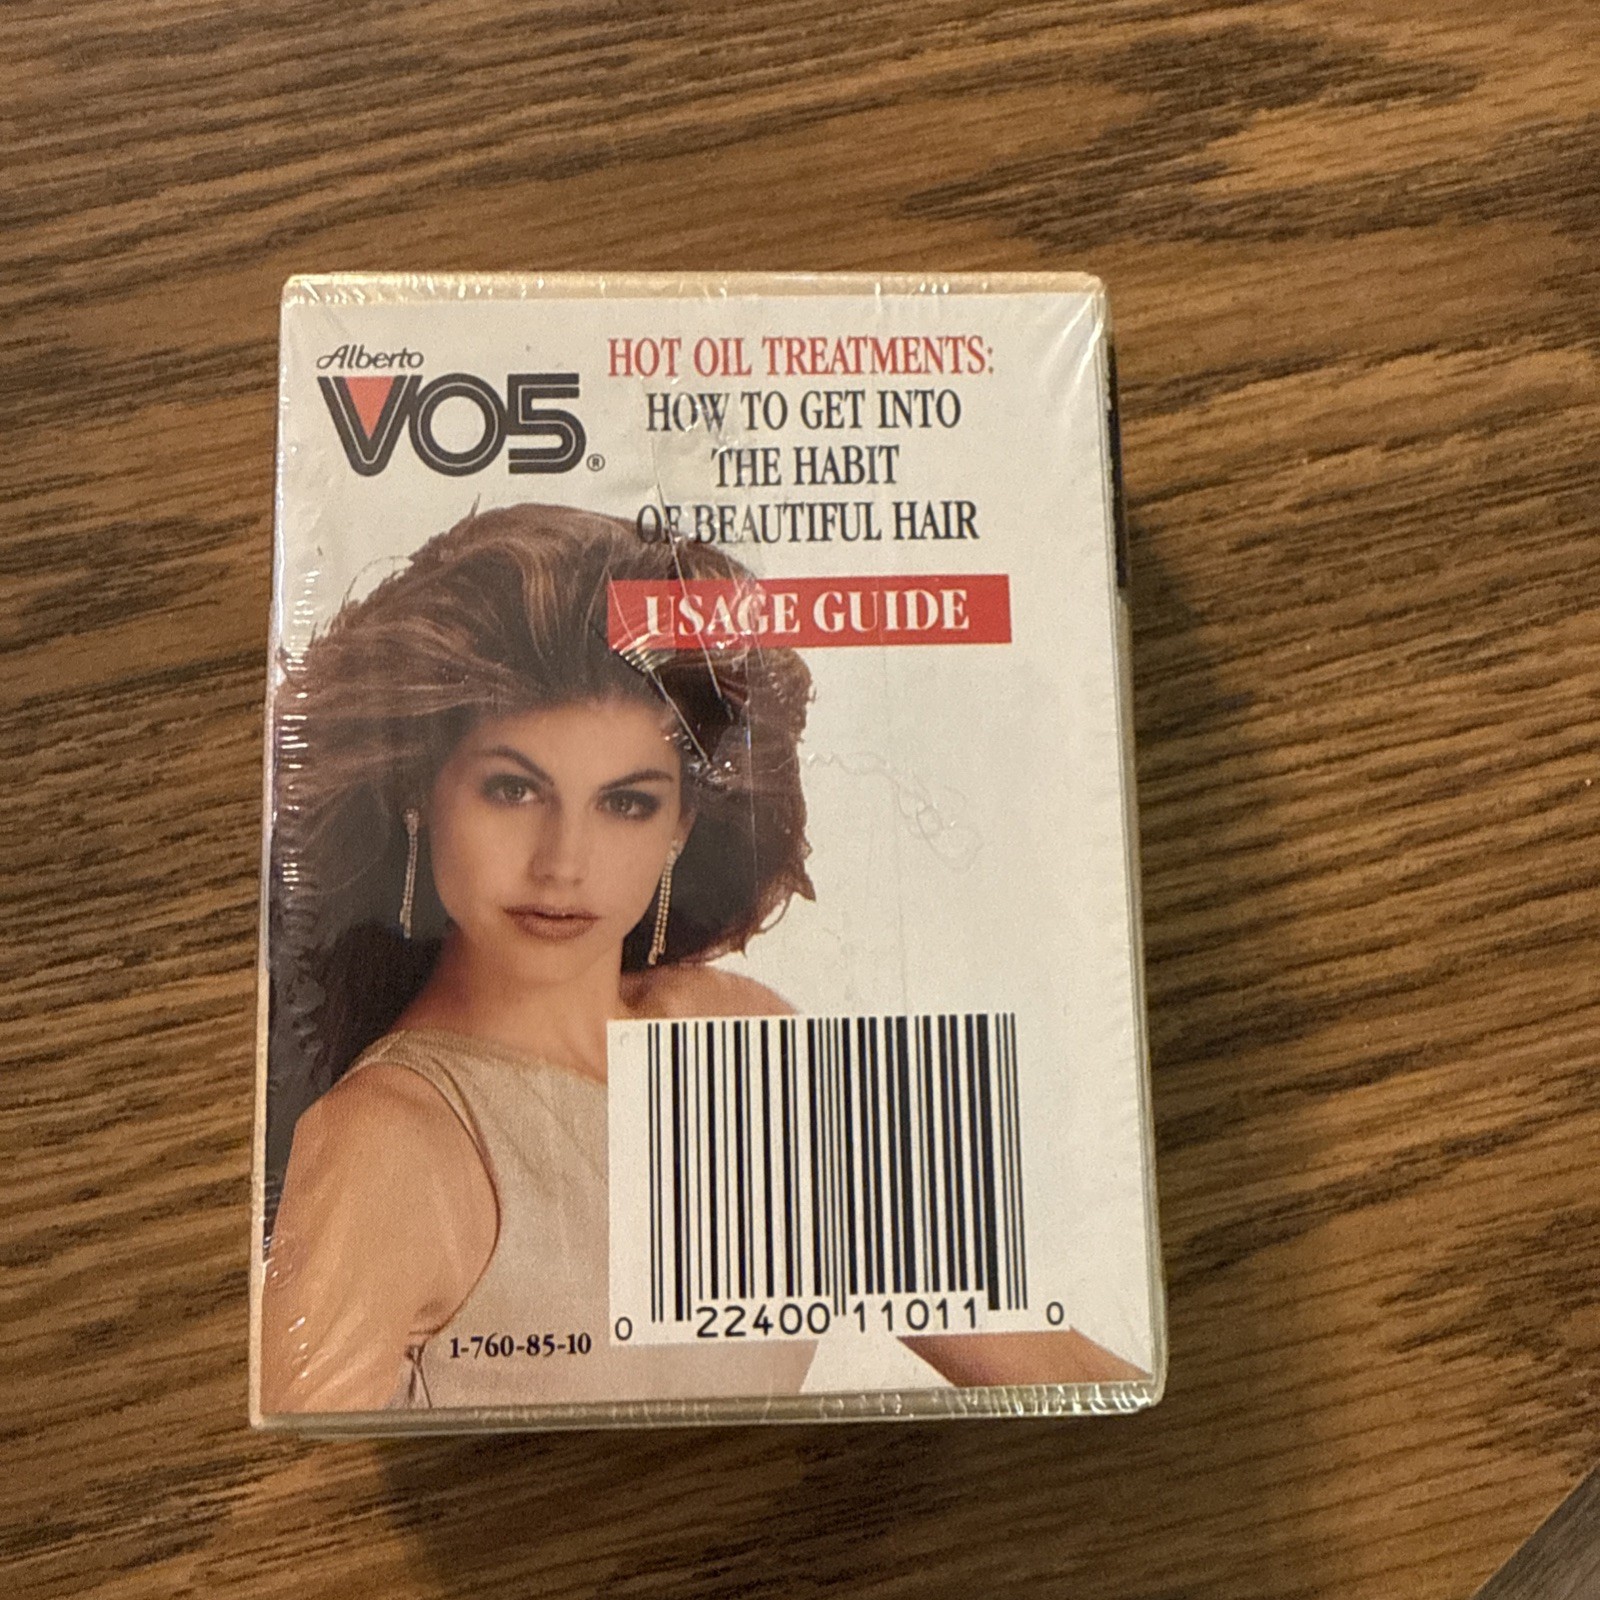 Alberto
VO5®
HOT OIL TREATMENTS:
HOW TO GET INTO
THE HABIT
OF BEAUTIFUL HAIR
USAGE GUIDE
1-760-85-10
0 22400 11011 0